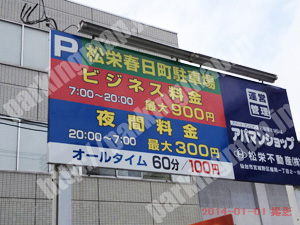 P 松栄春日町駐車場
ビジネス料金
7:00~20:00 最大900円
夜間料金
20:00~7:00 最大300円
オールタイム 60分/100円
運営
管理
アパマンショップ
(有)松栄不動産(株)
2014-01-01